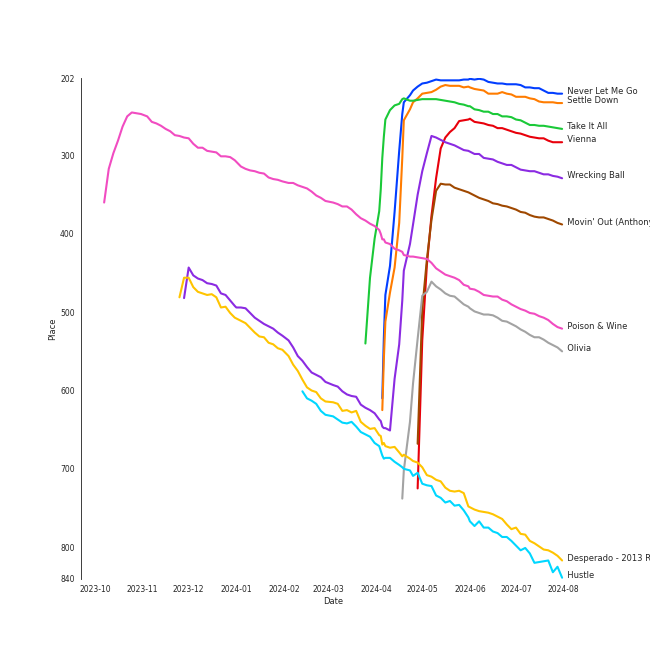 202
300
400
500
600
700
800
840
Place
2023-10
2023-11
2023-12
2024-01
2024-02
2024-03
2024-04
2024-05
2024-06
2024-07
2024-08
Date
Never Let Me Go
Settle Down
Take It All
Vienna
Wrecking Ball
Movin' Out (Anthony
Poison & Wine
Olivia
Desperado - 2013 R
Hustle